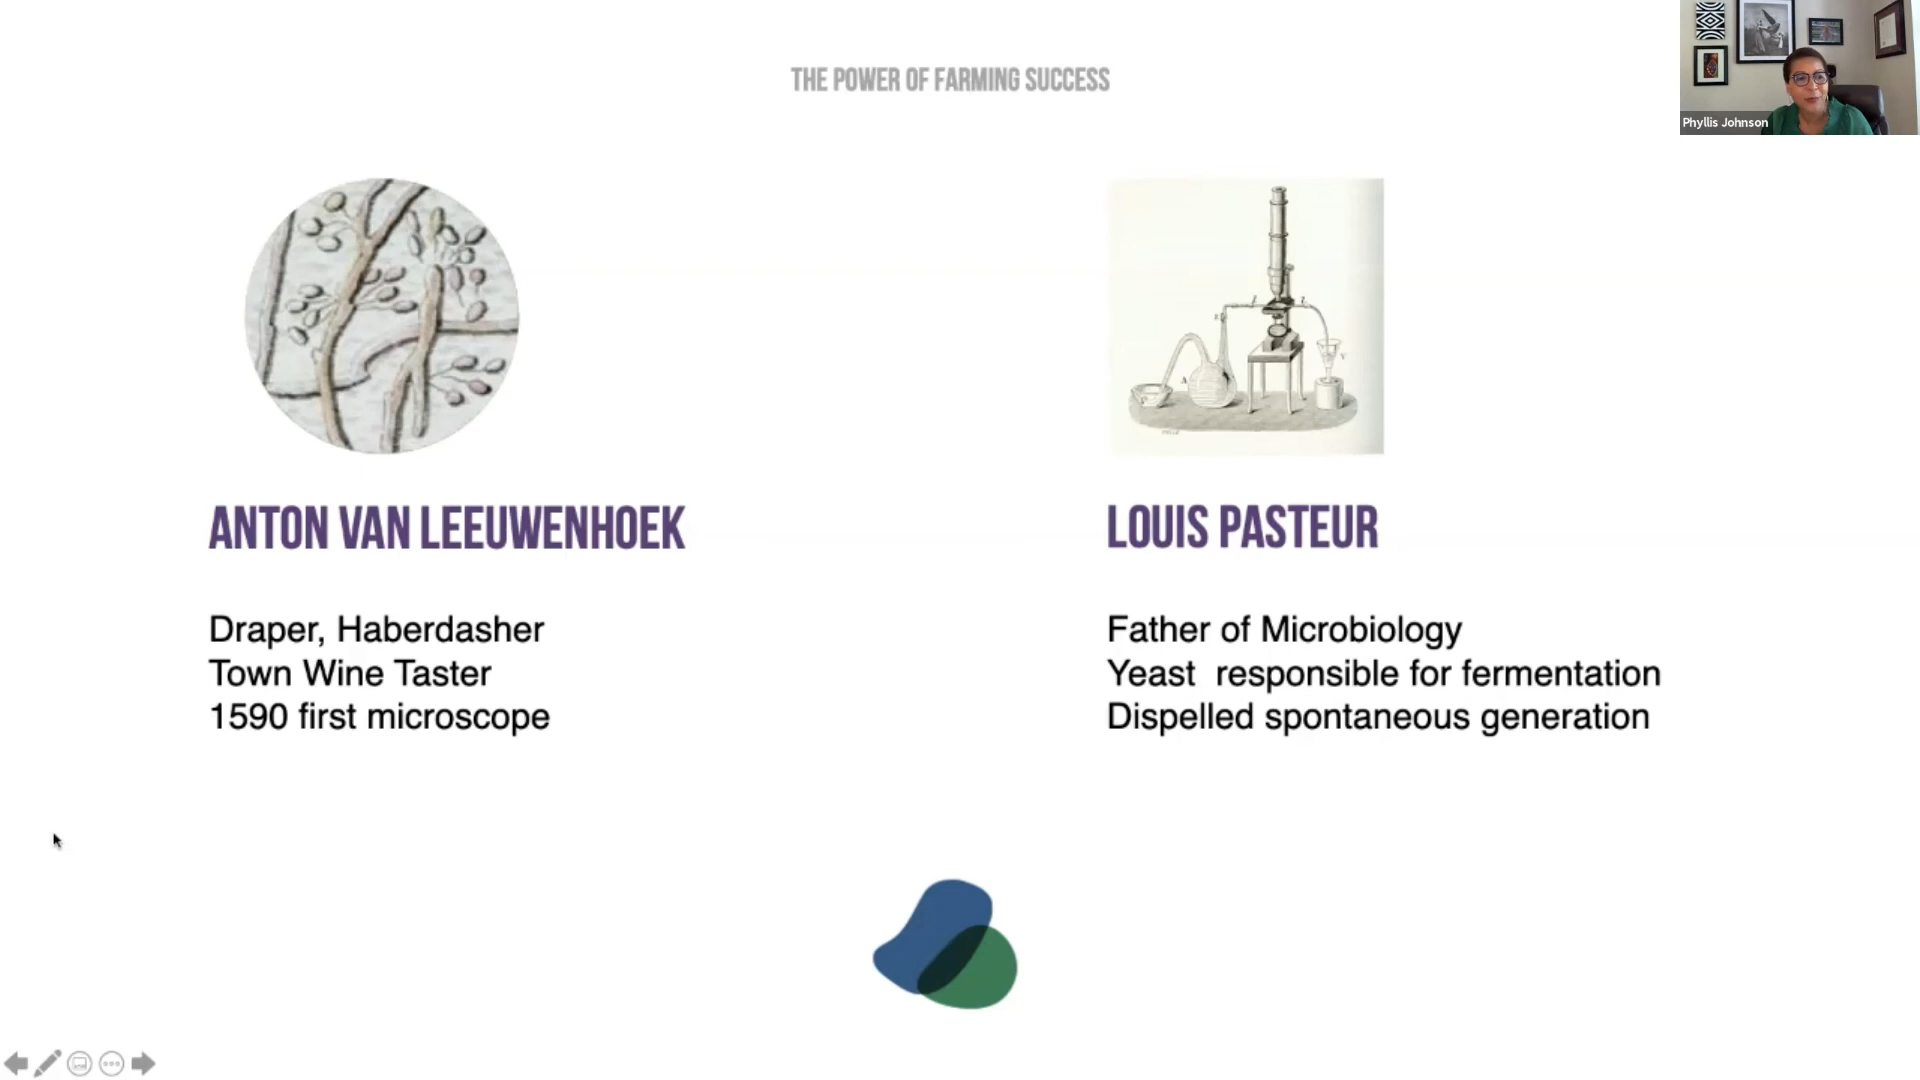 THE POWER OF FARMING SUCCESS
Phyllis Johnson
ANTON VAN LEEUWENHOEK
Draper, Haberdasher
Town Wine Taster
1590 first microscope
LOUIS PASTEUR
Father of Microbiology
Yeast  responsible for fermentation
Dispelled spontaneous generation